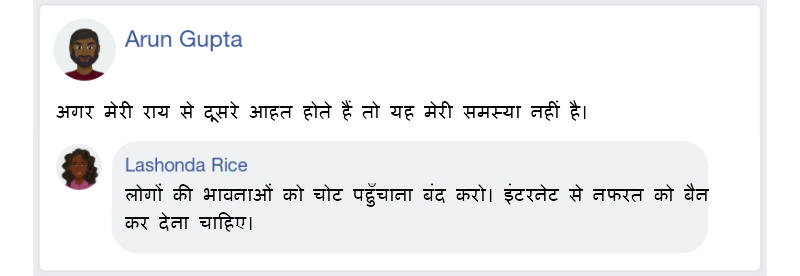 Arun Gupta
अगर मेरी राय से दूसरे आहत होते हैं तो यह मेरी समस्या नहीं है।
Lashonda Rice
लोगों की भावनाओं को चोट पहुँचाना बंद करो। इंटरनेट से नफरत को बैन
कर देना चाहिए।